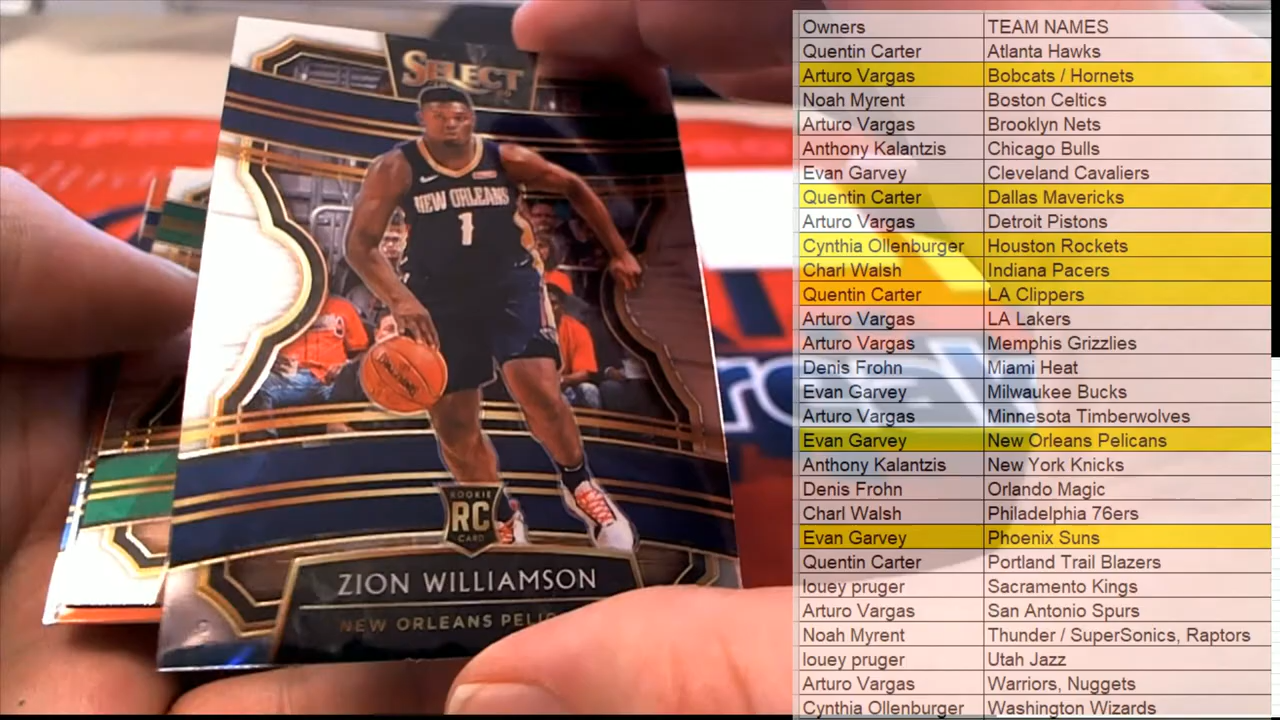 SELECT
NEW ORLEANS
1
SPALDING
ROOKIE
RC
CARD
ZION WILLIAMSON
NEW ORLEANS
Owners TEAM NAMES
Quentin Carter Atlanta Hawks
Arturo Vargas Bobcats / Hornets
Noah Myrent Boston Celtics
Arturo Vargas Brooklyn Nets
Anthony Kalantzis Chicago Bulls
Evan Garvey Cleveland Cavaliers
Quentin Carter Dallas Mavericks
Arturo Vargas Detroit Pistons
Cynthia Ollenburger Houston Rockets
Charl Walsh Indiana Pacers
Quentin Carter LA Clippers
Arturo Vargas LA Lakers
Arturo Vargas Memphis Grizzlies
Denis Frohn Miami Heat
Evan Garvey Milwaukee Bucks
Arturo Vargas Minnesota Timberwolves
Evan Garvey New Orleans Pelicans
Anthony Kalantzis New York Knicks
Denis Frohn Orlando Magic
Charl Walsh Philadelphia 76ers
Evan Garvey Phoenix Suns
Quentin Carter Portland Trail Blazers
louey pruger Sacramento Kings
Arturo Vargas San Antonio Spurs
Noah Myrent Thunder / SuperSonics, Raptors
louey pruger Utah Jazz
Arturo Vargas Warriors, Nuggets
Cynthia Ollenburger Washington Wizards